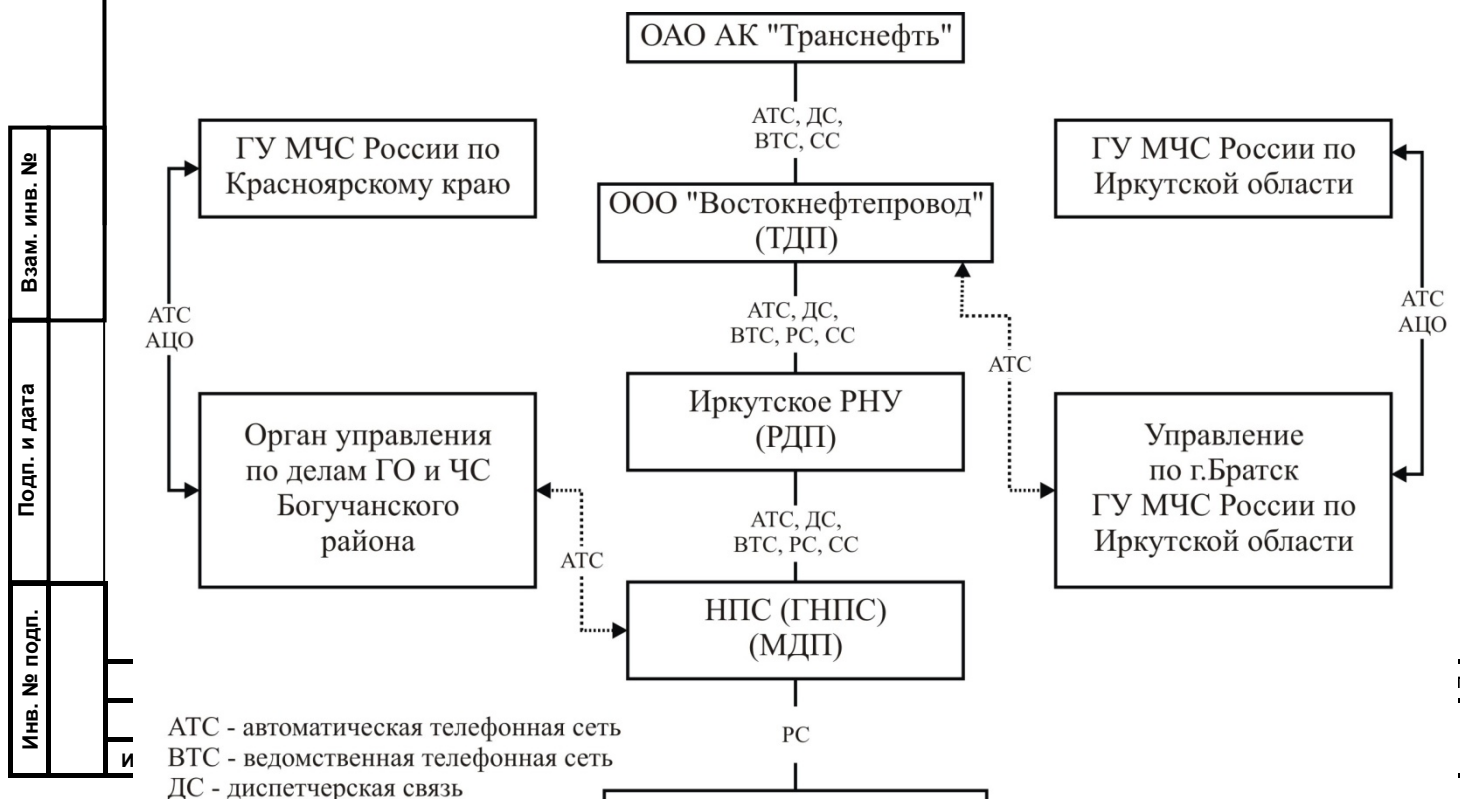 ОАО АК "Транснефть"
АТС, ДС,
ВТС, СС
ГУ МЧС России по
Красноярскому краю
ГУ МЧС России по
Иркутской области
ООО "Востокнефтепровод"
(ТДП)
АТС
АЦО
АТС, ДС,
ВТС, РС, СС
АТС
АТС
АЦО
Иркутское РНУ
(РДП)
Орган управления
по делам ГО и ЧС
Богучанского
района
Управление
по г.Братск
ГУ МЧС России по
Иркутской области
АТС, ДС,
ВТС, РС, СС
АТС
НПС (ГНПС)
(МДП)
РС
АТС - автоматическая телефонная сеть
ВТС - ведомственная телефонная сеть
ДС - диспетчерская связь
Взам. инв. №
Подп. и дата
Инв. № подп.